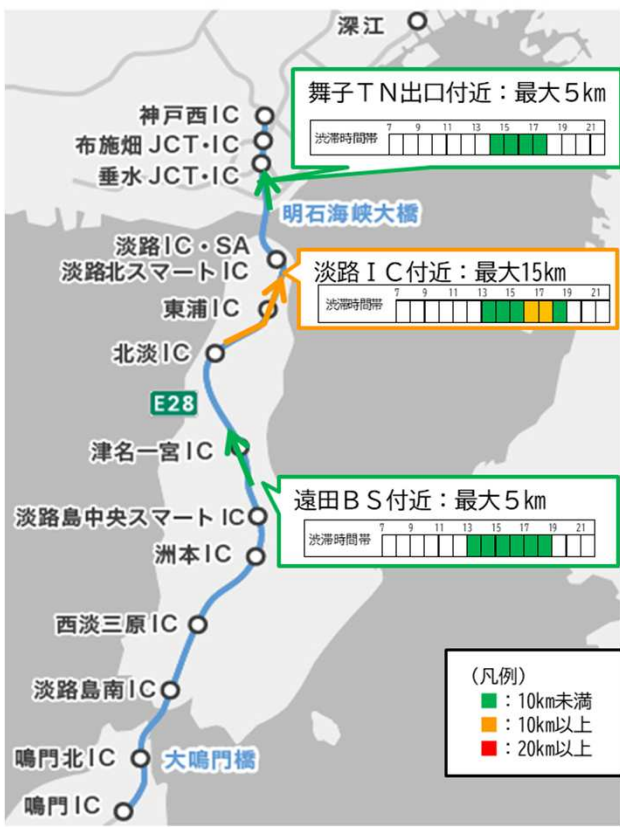 深江
舞子TN出口付近：最大5km
渋滞時間帯
7 9 11 13 15 17 19 21
神戸西IC
布施畑JCT・IC
垂水JCT・IC
明石海峡大橋
淡路IC・SA
淡路北スマートIC
淡路IC付近：最大15km
渋滞時間帯
7 9 11 13 15 17 19 21
東浦IC
北淡IC
E28
津名一宮IC
遠田BS付近：最大5km
渋滞時間帯
7 9 11 13 15 17 19 21
淡路島中央スマートIC
洲本IC
西淡三原IC
淡路島南IC
（凡例）
：10km未満
：10km以上
：20km以上
鳴門北IC
大鳴門橋
鳴門IC